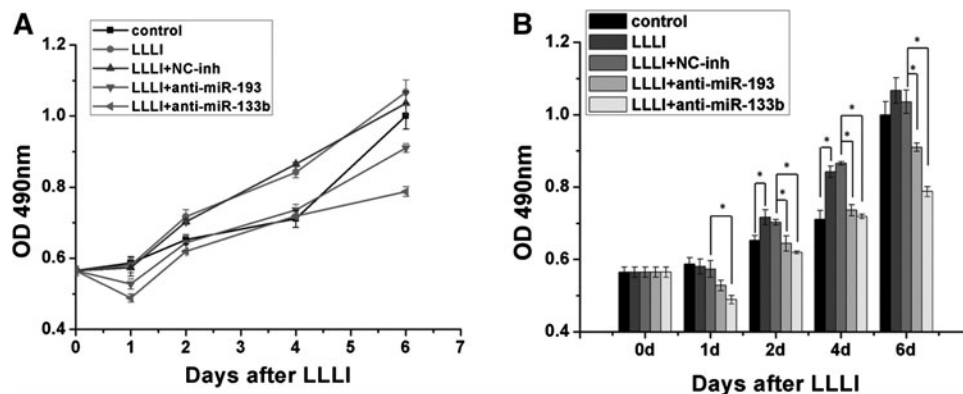 A
control
LLLI
LLLI+NC-inh
LLLI+anti-miR-193
LLLI+anti-miR-133b
OD 490nm
1.2
1.0
0.8
0.6
0.4
0 1 2 3 4 5 6 7
Days after LLLI
B
control
LLLI
LLLI+NC-inh
LLLI+anti-miR-193
LLLI+anti-miR-133b
OD 490nm
1.2
1.0
0.8
0.6
0.4
* * * * * * * * *
0d 1d 2d 4d 6d
Days after LLLI